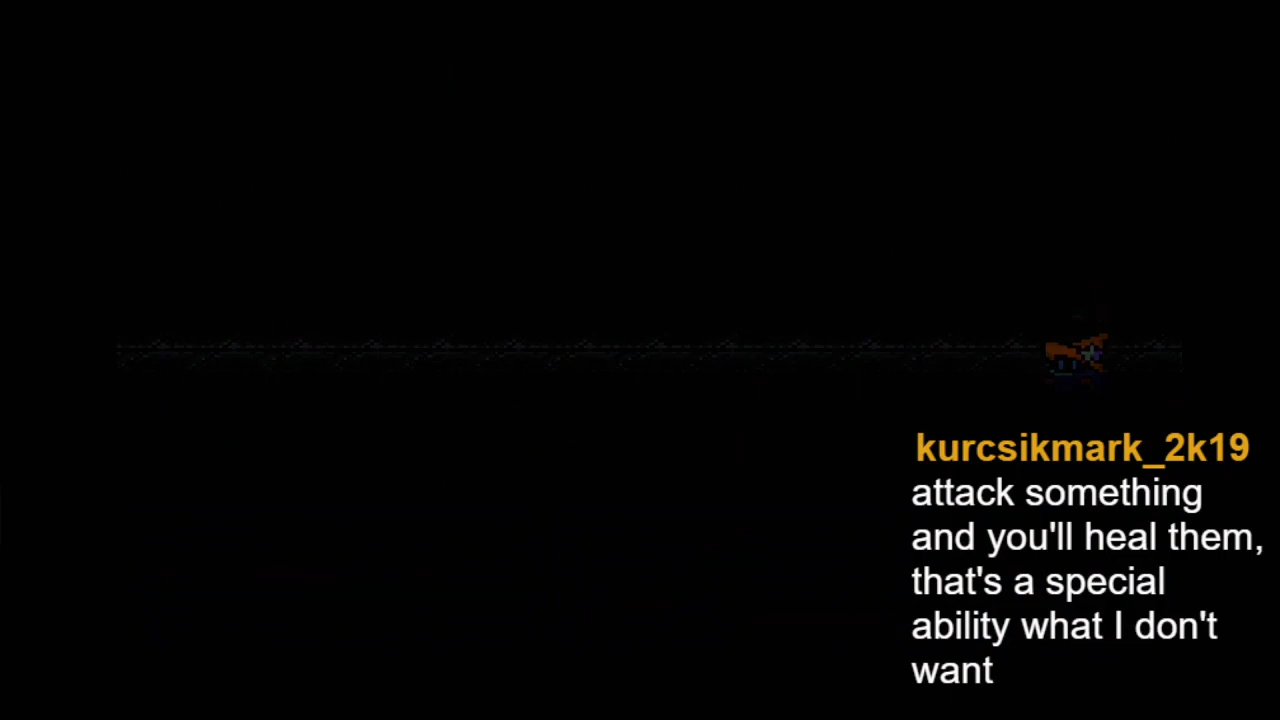 kurcsikmark_2k19
attack something
and you'll heal them,
that's a special
ability what I don't
want